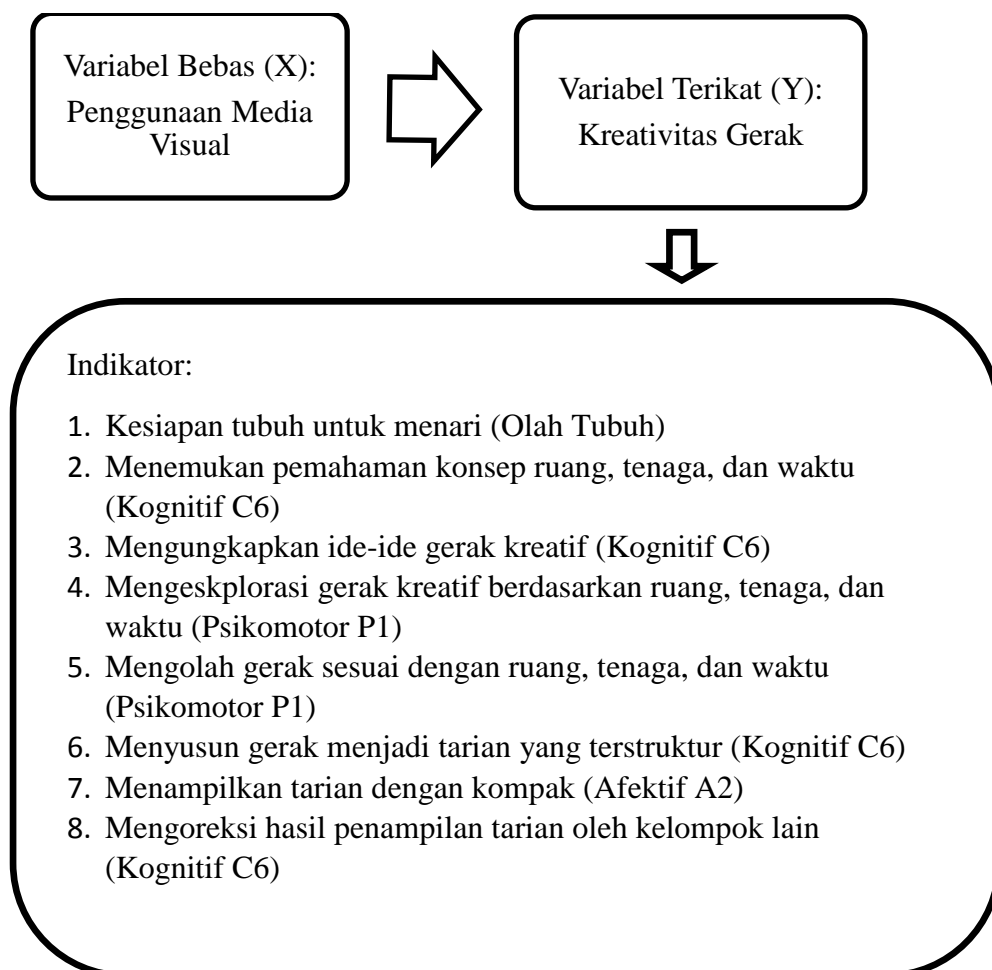 Variabel Bebas (X):
Penggunaan Media
Visual
Variabel Terikat (Y):
Kreativitas Gerak
Indikator:
1. Kesiapan tubuh untuk menari (Olah Tubuh)
2. Menemukan pemahaman konsep ruang, tenaga, dan waktu
(Kognitif C6)
3. Mengungkapkan ide-ide gerak kreatif (Kognitif C6)
4. Mengeskplorasi gerak kreatif berdasarkan ruang, tenaga, dan
waktu (Psikomotor P1)
5. Mengolah gerak sesuai dengan ruang, tenaga, dan waktu
(Psikomotor P1)
6. Menyusun gerak menjadi tarian yang terstruktur (Kognitif C6)
7. Menampilkan tarian dengan kompak (Afektif A2)
8. Mengoreksi hasil penampilan tarian oleh kelompok lain
(Kognitif C6)